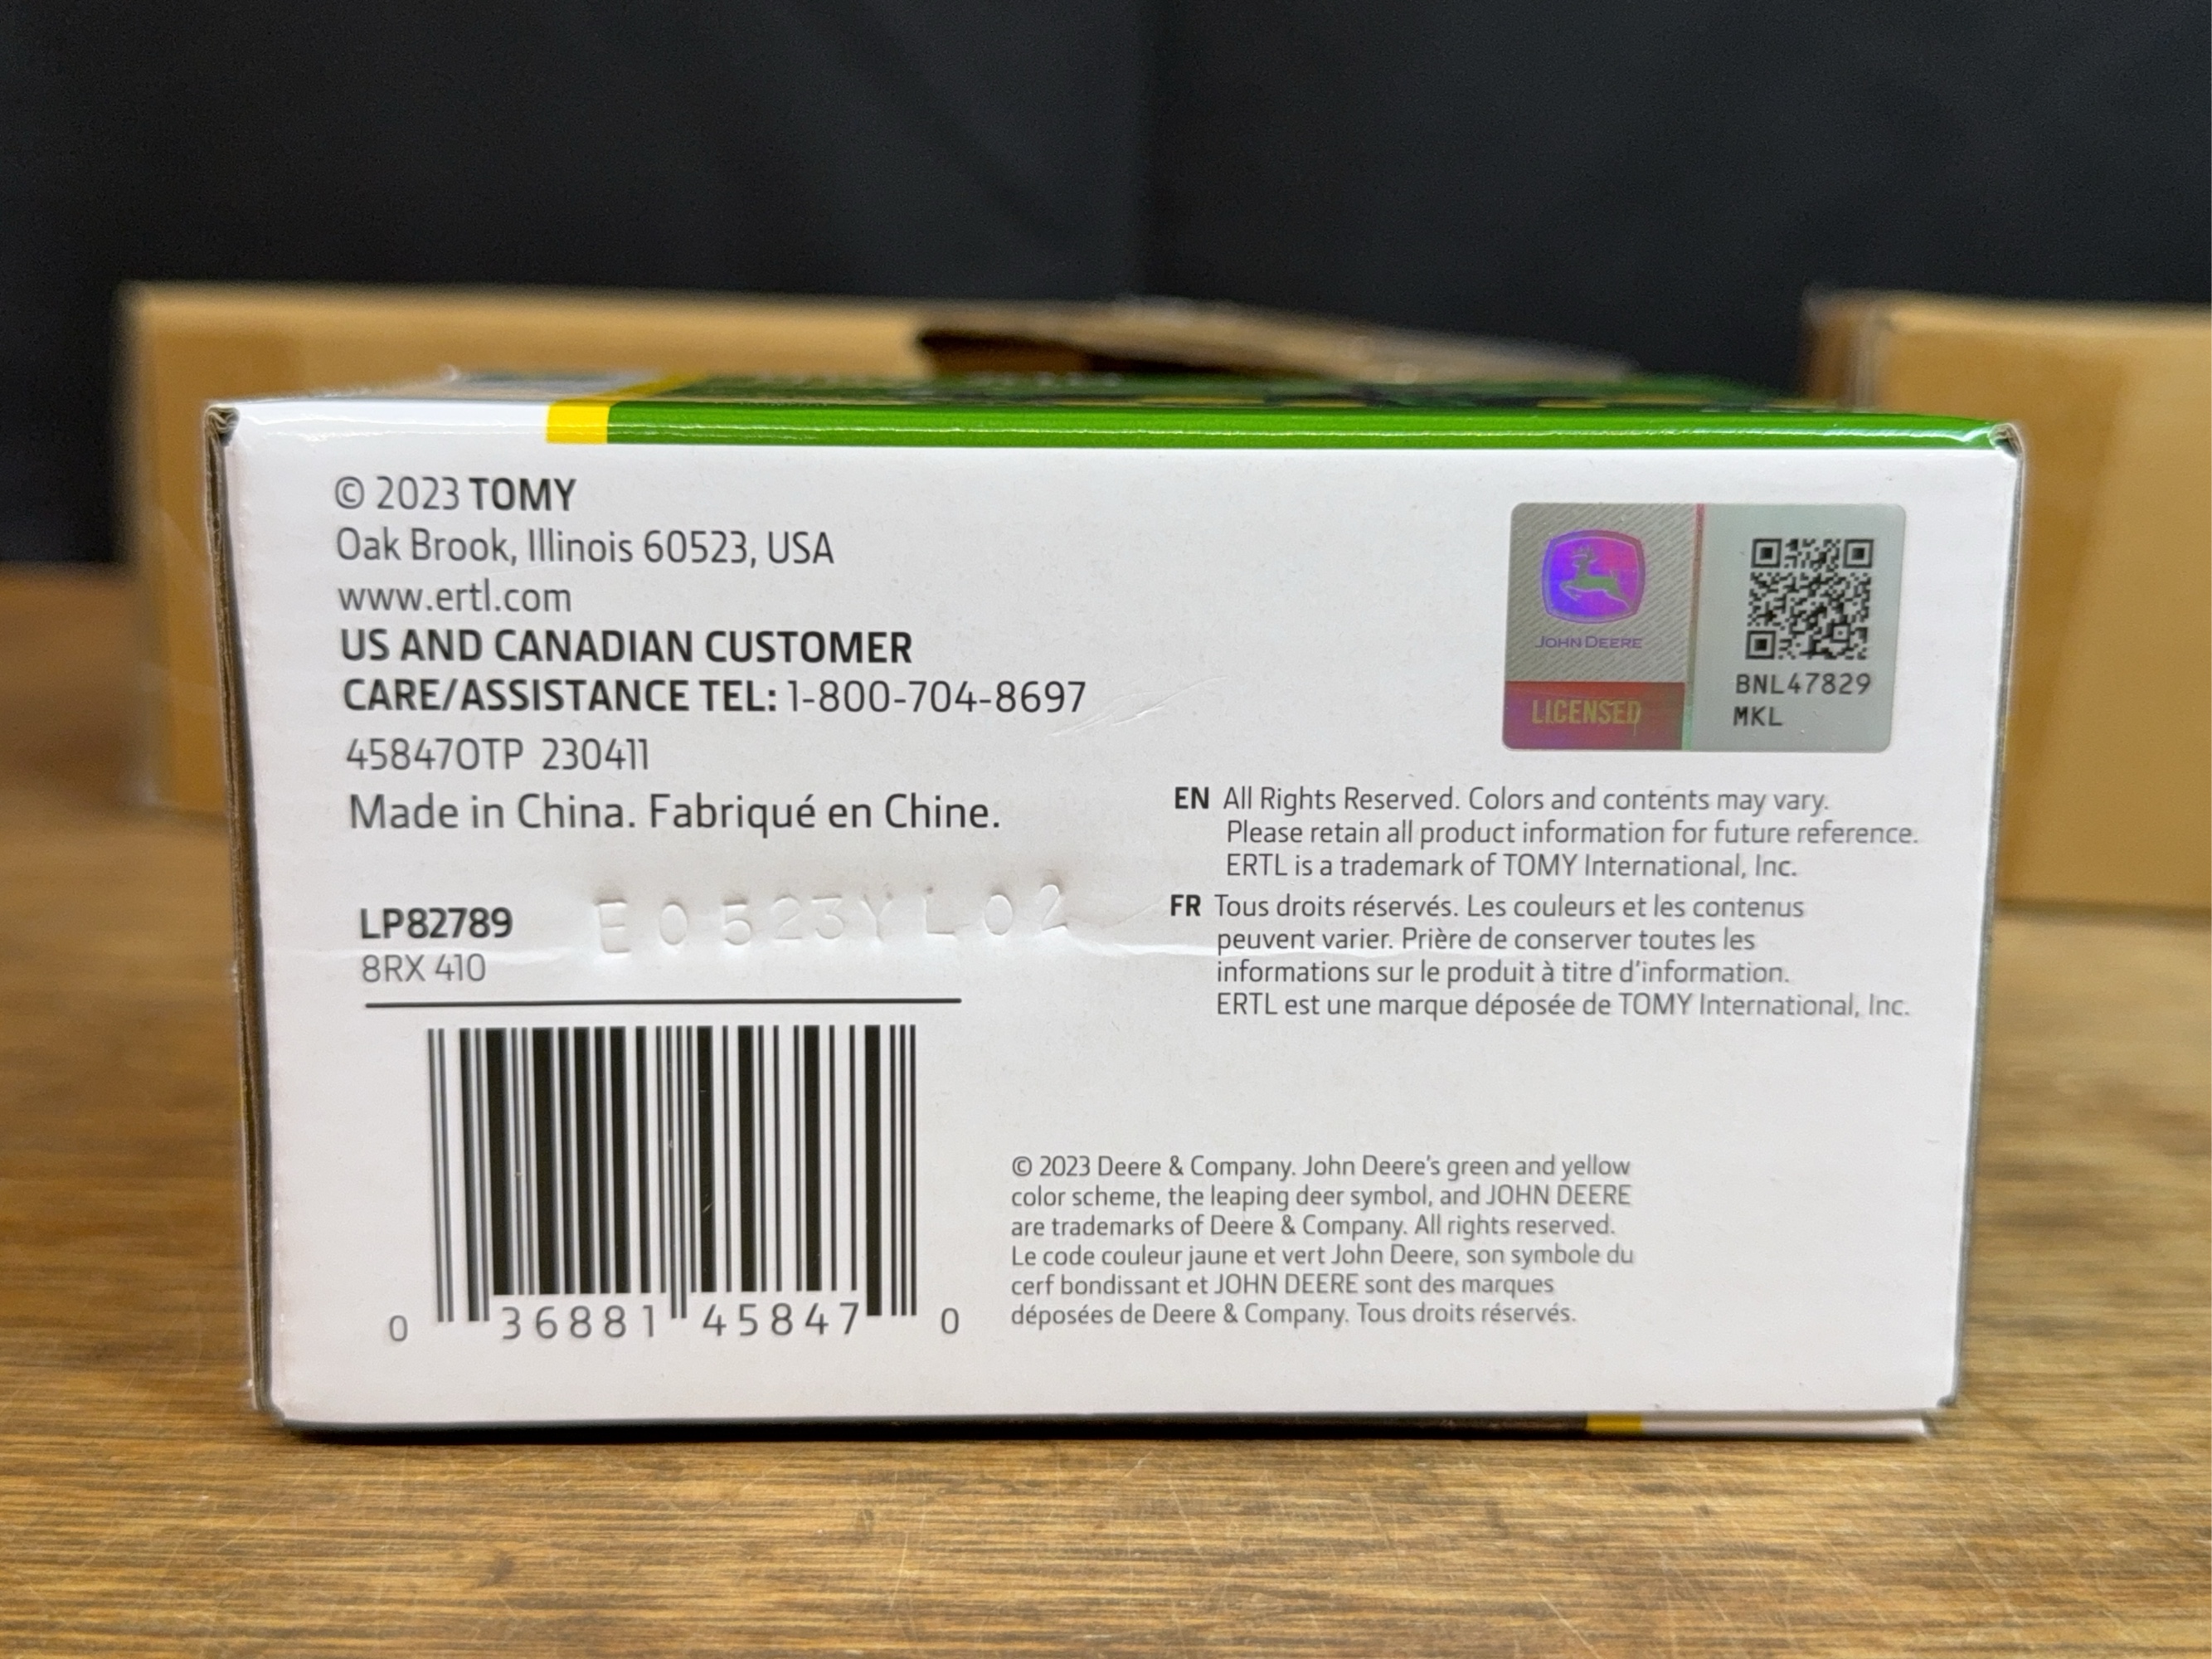 © 2023 TOMY
Oak Brook, Illinois 60523, USA
www.ertl.com
US AND CANADIAN CUSTOMER
CARE/ASSISTANCE TEL: 1-800-704-8697
45847OTP 230411
Made in China. Fabriqué en Chine.
LP82789
8RX 410
E0523YL02
0 36881 45847 0
JOHN DEERE
LICENSED
BNL47829
MKL
EN All Rights Reserved. Colors and contents may vary.
Please retain all product information for future reference.
ERTL is a trademark of TOMY International, Inc.
FR Tous droits réservés. Les couleurs et les contenus
peuvent varier. Prière de conserver toutes les
informations sur le produit à titre d'information.
ERTL est une marque déposée de TOMY International, Inc.
© 2023 Deere & Company. John Deere's green and yellow
color scheme, the leaping deer symbol, and JOHN DEERE
are trademarks of Deere & Company. All rights reserved.
Le code couleur jaune et vert John Deere, son symbole du
cerf bondissant et JOHN DEERE sont des marques
déposées de Deere & Company. Tous droits réservés.